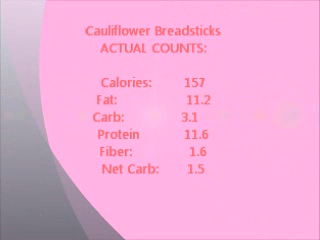 Cauliflower Breadsticks
ACTUAL COUNTS:
Calories: 157
Fat: 11.2
Carb: 3.1
Protein 11.6
Fiber: 1.6
Net Carb: 1.5